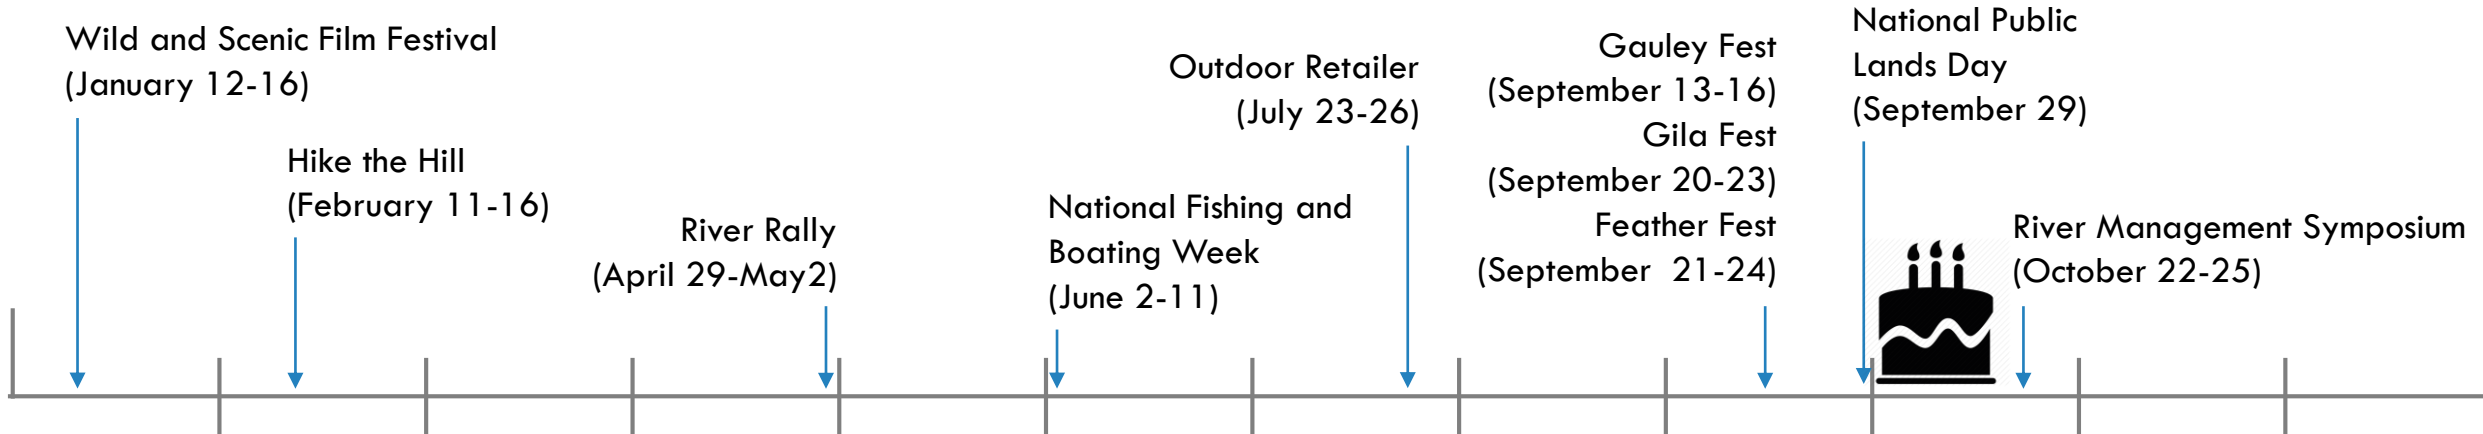 Wild and Scenic Film Festival
(January 12-16)
Hike the Hill
(February 11-16)
River Rally
(April 29-May2)
National Fishing and
Boating Week
(June 2-11)
Outdoor Retailer
(July 23-26)
Gauley Fest
(September 13-16)
Gila Fest
(September 20-23)
Feather Fest
(September  21-24)
National Public
Lands Day
(September 29)
River Management Symposium
(October 22-25)